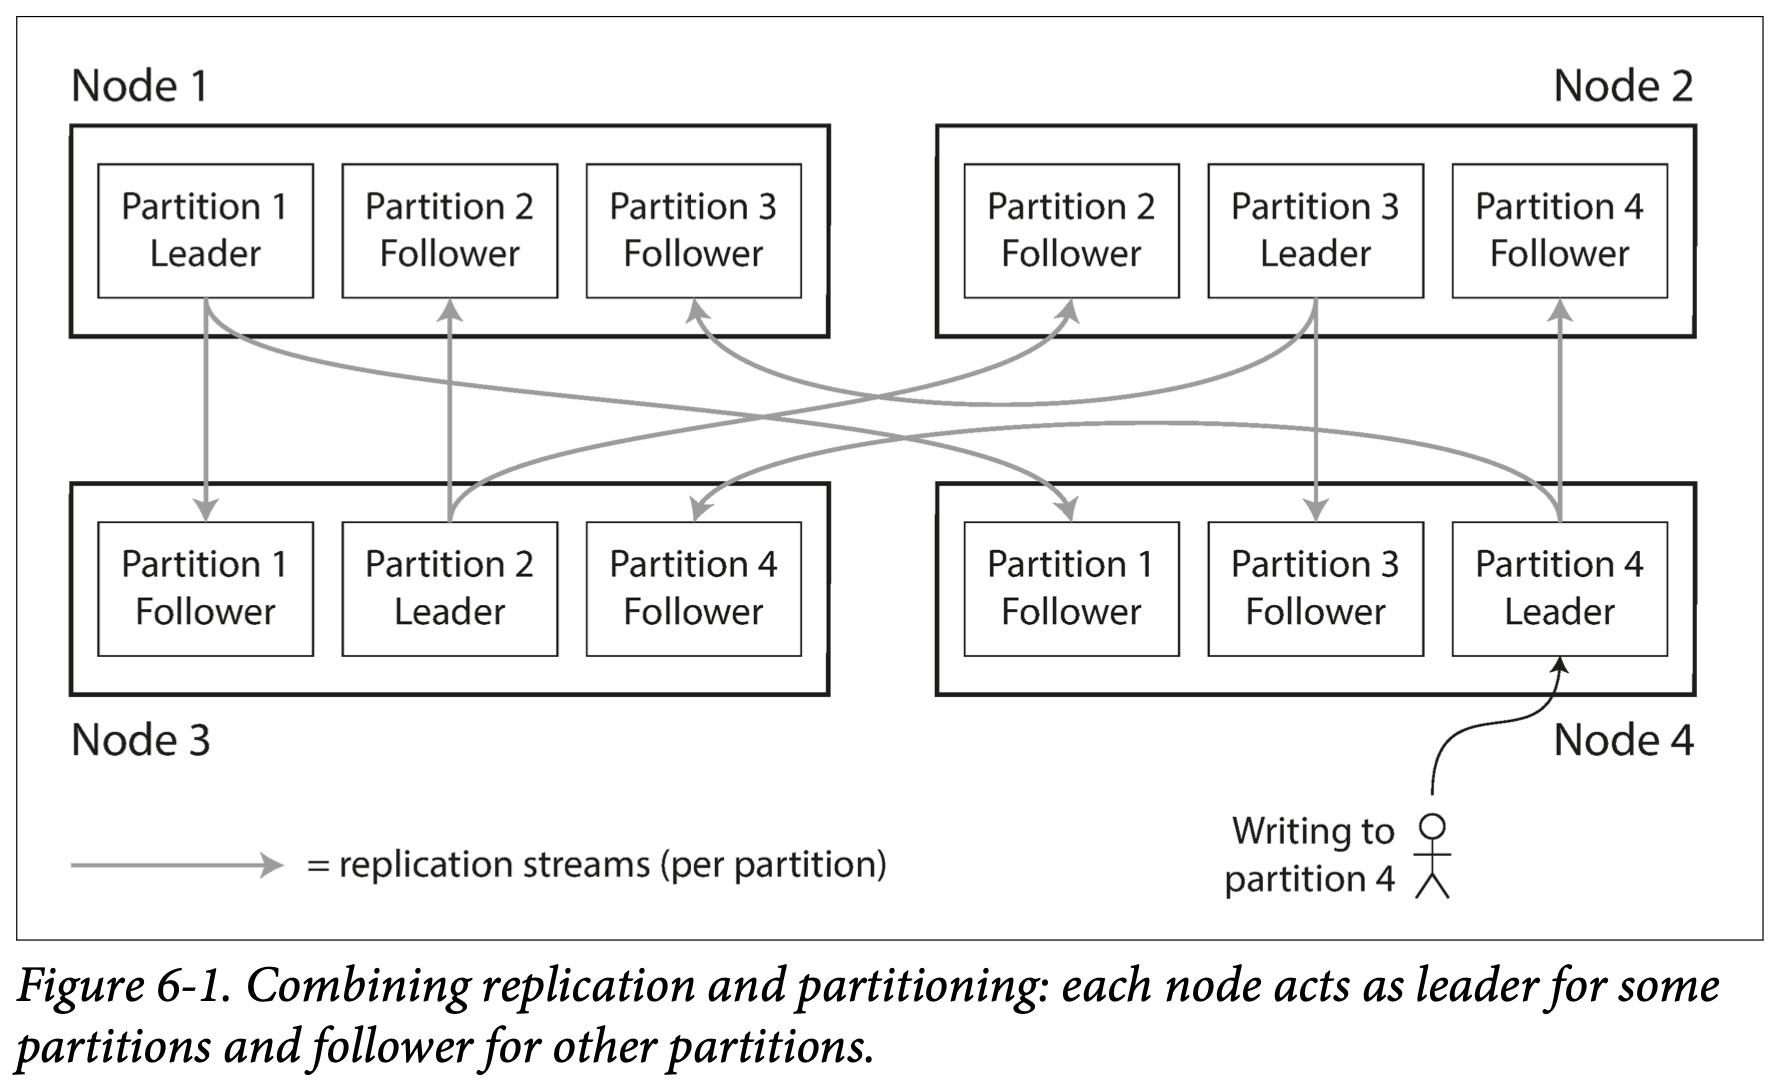 Node 1
Node 2
Partition 1
Leader
Partition 2
Follower
Partition 3
Follower
Partition 2
Follower
Partition 3
Leader
Partition 4
Follower
Partition 1
Follower
Partition 2
Leader
Partition 4
Follower
Partition 1
Follower
Partition 3
Follower
Partition 4
Leader
Node 3
Node 4
= replication streams (per partition)
Writing to
partition 4
Figure 6-1. Combining replication and partitioning: each node acts as leader for some
partitions and follower for other partitions.